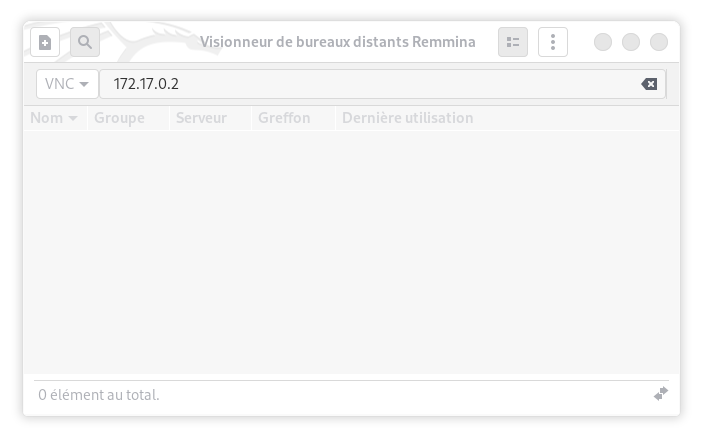 Visionneur de bureaux distants Remmina
VNC 172.17.0.2
Nom Groupe Serveur Greffon Dernière utilisation
0 élément au total.